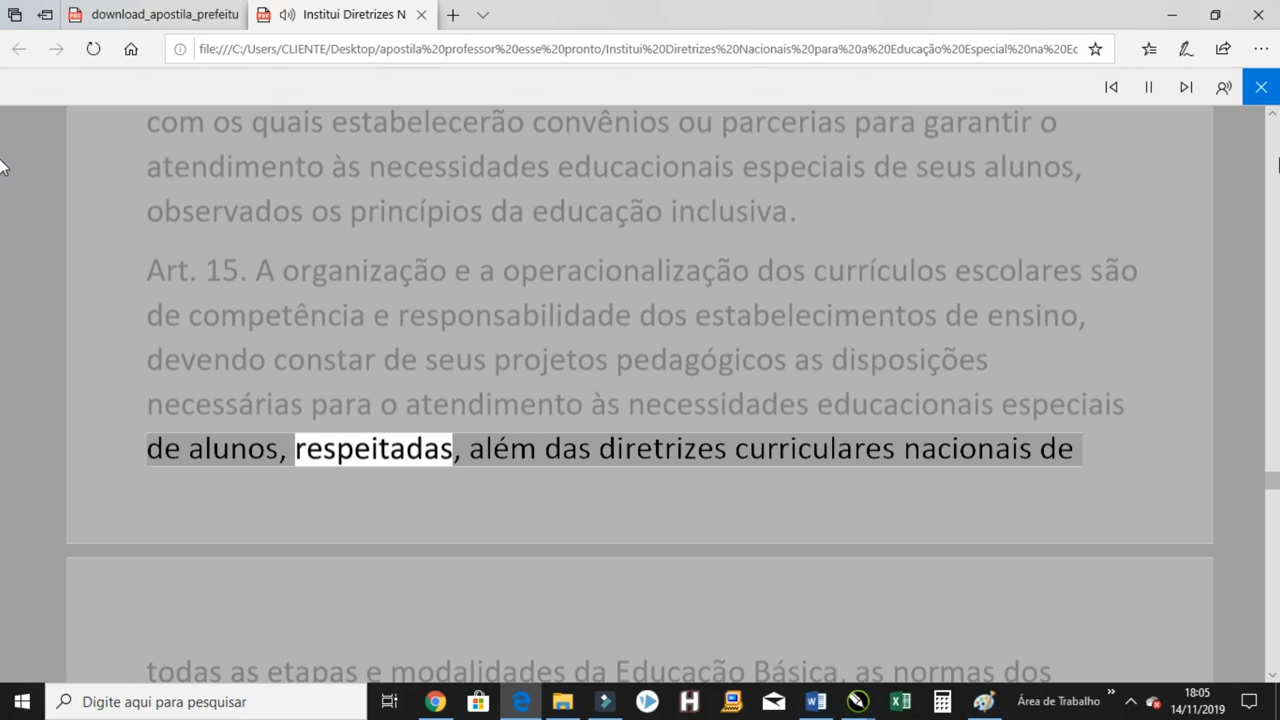 download_apostila_prefeitu
Institui Diretrizes N
file:///C:/Users/CLIENTE/Desktop/apostila%20professor%20esse%20pronto/Institui%20Diretrizes%20Nacionais%20para%20a%20Educação%20Especial%20na%20Ec
com os quais estabelecerão convênios ou parcerias para garantir o
atendimento às necessidades educacionais especiais de seus alunos,
observados os princípios da educação inclusiva.
Art. 15. A organização e a operacionalização dos currículos escolares são
de competência e responsabilidade dos estabelecimentos de ensino,
devendo constar de seus projetos pedagógicos as disposições
necessárias para o atendimento às necessidades educacionais especiais
de alunos, respeitadas, além das diretrizes curriculares nacionais de
todas as etapas e modalidades da Educação Básica, as normas dos
Digite aqui para pesquisar
Área de Trabalho
18:05
14/11/2019